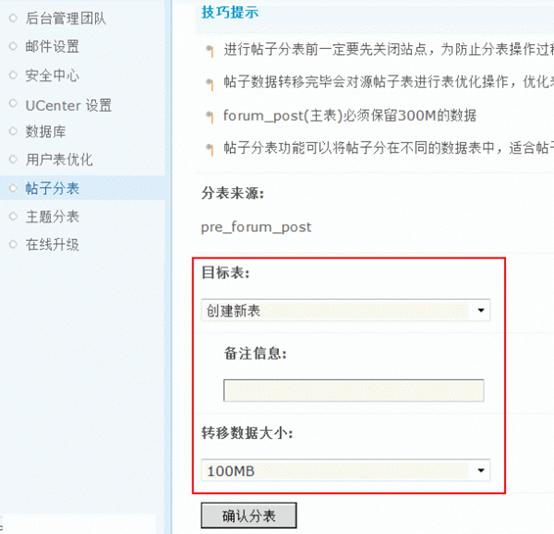 后台管理团队
邮件设置
安全中心
UCenter 设置
数据库
用户表优化
帖子分表
主题分表
在线升级
技巧提示
进行帖子分表前一定要先关闭站点，为防止分表操作过
帖子数据转移完毕会对源帖子表进行表优化操作，优化
forum_post(主表)必须保留300M的数据
帖子分表功能可以将帖子分在不同的数据表中，适合帖
分表来源:
pre_forum_post
目标表:
创建新表
备注信息:
转移数据大小:
100MB
确认分表